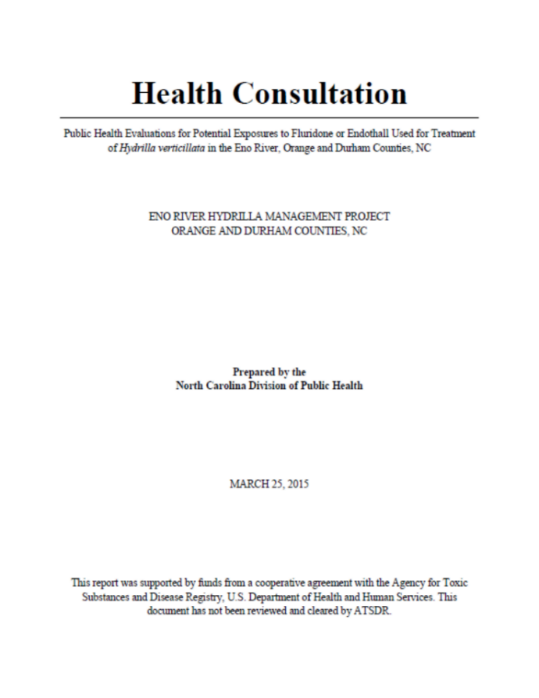 Health Consultation
Public Health Evaluations for Potential Exposures to Fluridone or Endothall Used for Treatment
of Hydrilla verticillata in the Eno River, Orange and Durham Counties, NC
ENO RIVER HYDRILLA MANAGEMENT PROJECT
ORANGE AND DURHAM COUNTIES, NC
Prepared by the
North Carolina Division of Public Health
MARCH 25, 2015
This report was supported by funds from a cooperative agreement with the Agency for Toxic
Substances and Disease Registry, U.S. Department of Health and Human Services. This
document has not been reviewed and cleared by ATSDR.